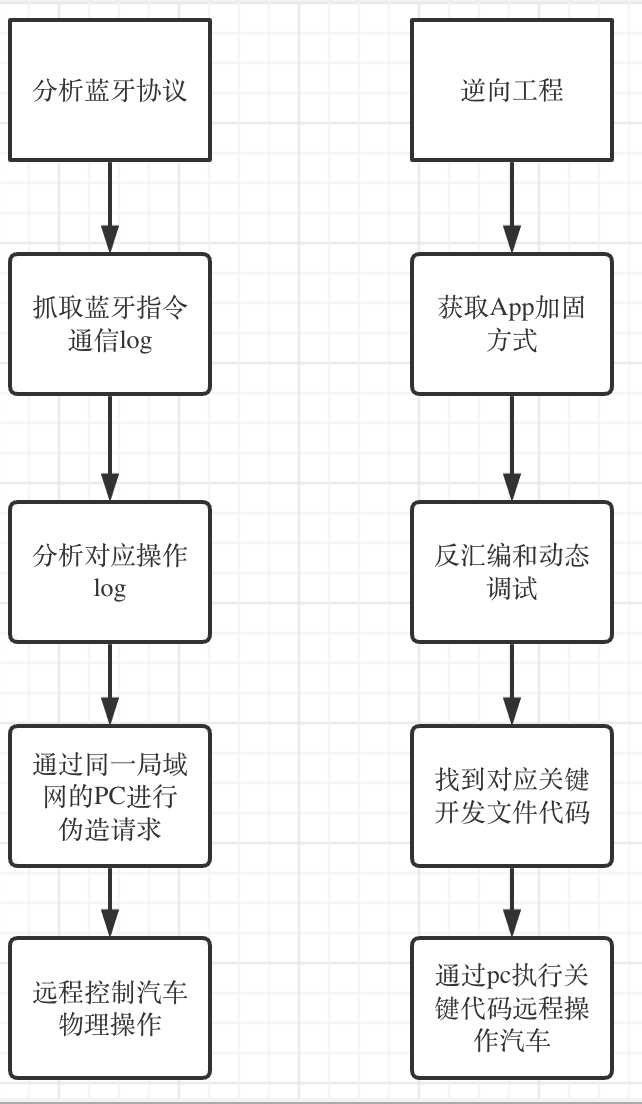 分析蓝牙协议
抓取蓝牙指令
通信log
分析对应操作
log
通过同一局域
网的PC进行
伪造请求
远程控制汽车
物理操作
逆向工程
获取App加固
方式
反汇编和动态
调试
找到对应关键
开发文件代码
通过pc执行关
键代码远程操
作汽车